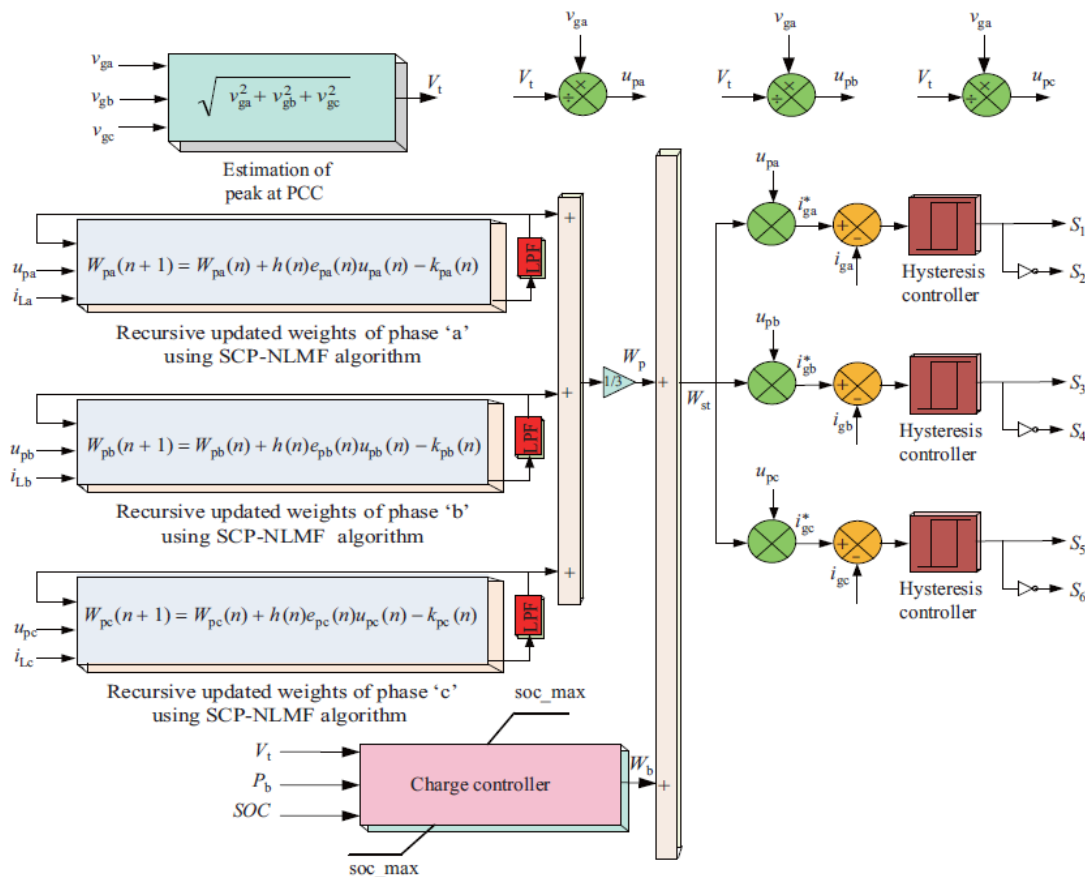 v_ga
v_gb
v_gc
√ v_ga^2 + v_gb^2 + v_gc^2
V_t
Estimation of
peak at PCC
v_ga
V_t
×
÷
u_pa
v_ga
V_t
×
÷
u_pb
v_ga
V_t
×
÷
u_pc
u_pa
i_La
W_pa(n + 1) = W_pa(n) + h(n)e_pa(n)u_pa(n) − k_pa(n)
LPF
+
Recursive updated weights of phase ‘a’
using SCP-NLMF algorithm
u_pb
i_Lb
W_pb(n + 1) = W_pb(n) + h(n)e_pb(n)u_pb(n) − k_pb(n)
LPF
+
Recursive updated weights of phase ‘b’
using SCP-NLMF algorithm
u_pc
i_Lc
W_pc(n + 1) = W_pc(n) + h(n)e_pc(n)u_pc(n) − k_pc(n)
LPF
+
Recursive updated weights of phase ‘c’
using SCP-NLMF algorithm
1/3
W_p
+
W_st
soc_max
V_t
P_b
SOC
Charge controller
W_b
+
soc_max
u_pa
i*_ga
+
−
i_ga
Hysteresis
controller
S_1
S_2
u_pb
i*_gb
+
−
i_gb
Hysteresis
controller
S_3
S_4
u_pc
i*_gc
+
−
i_gc
Hysteresis
controller
S_5
S_6